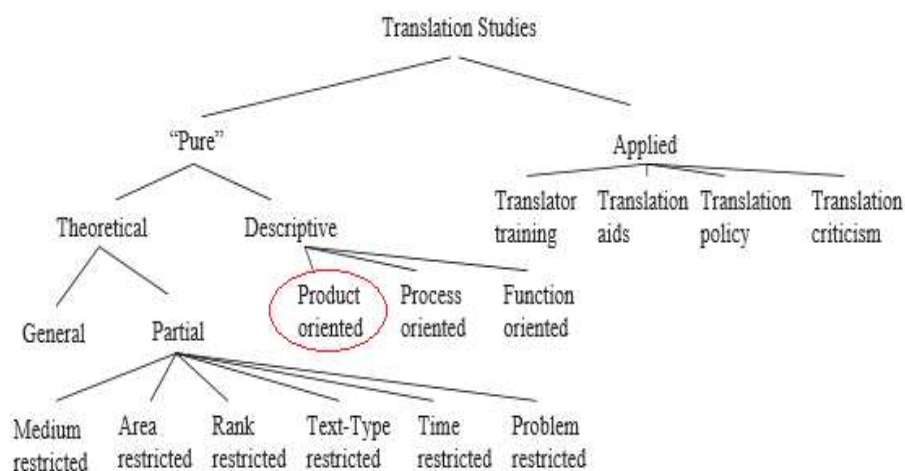 Translation Studies
“Pure”
Applied
Translator training
Translation aids
Translation policy
Translation criticism
Theoretical
Descriptive
Product oriented
Process oriented
Function oriented
General
Partial
Medium restricted
Area restricted
Rank restricted
Text-Type restricted
Time restricted
Problem restricted